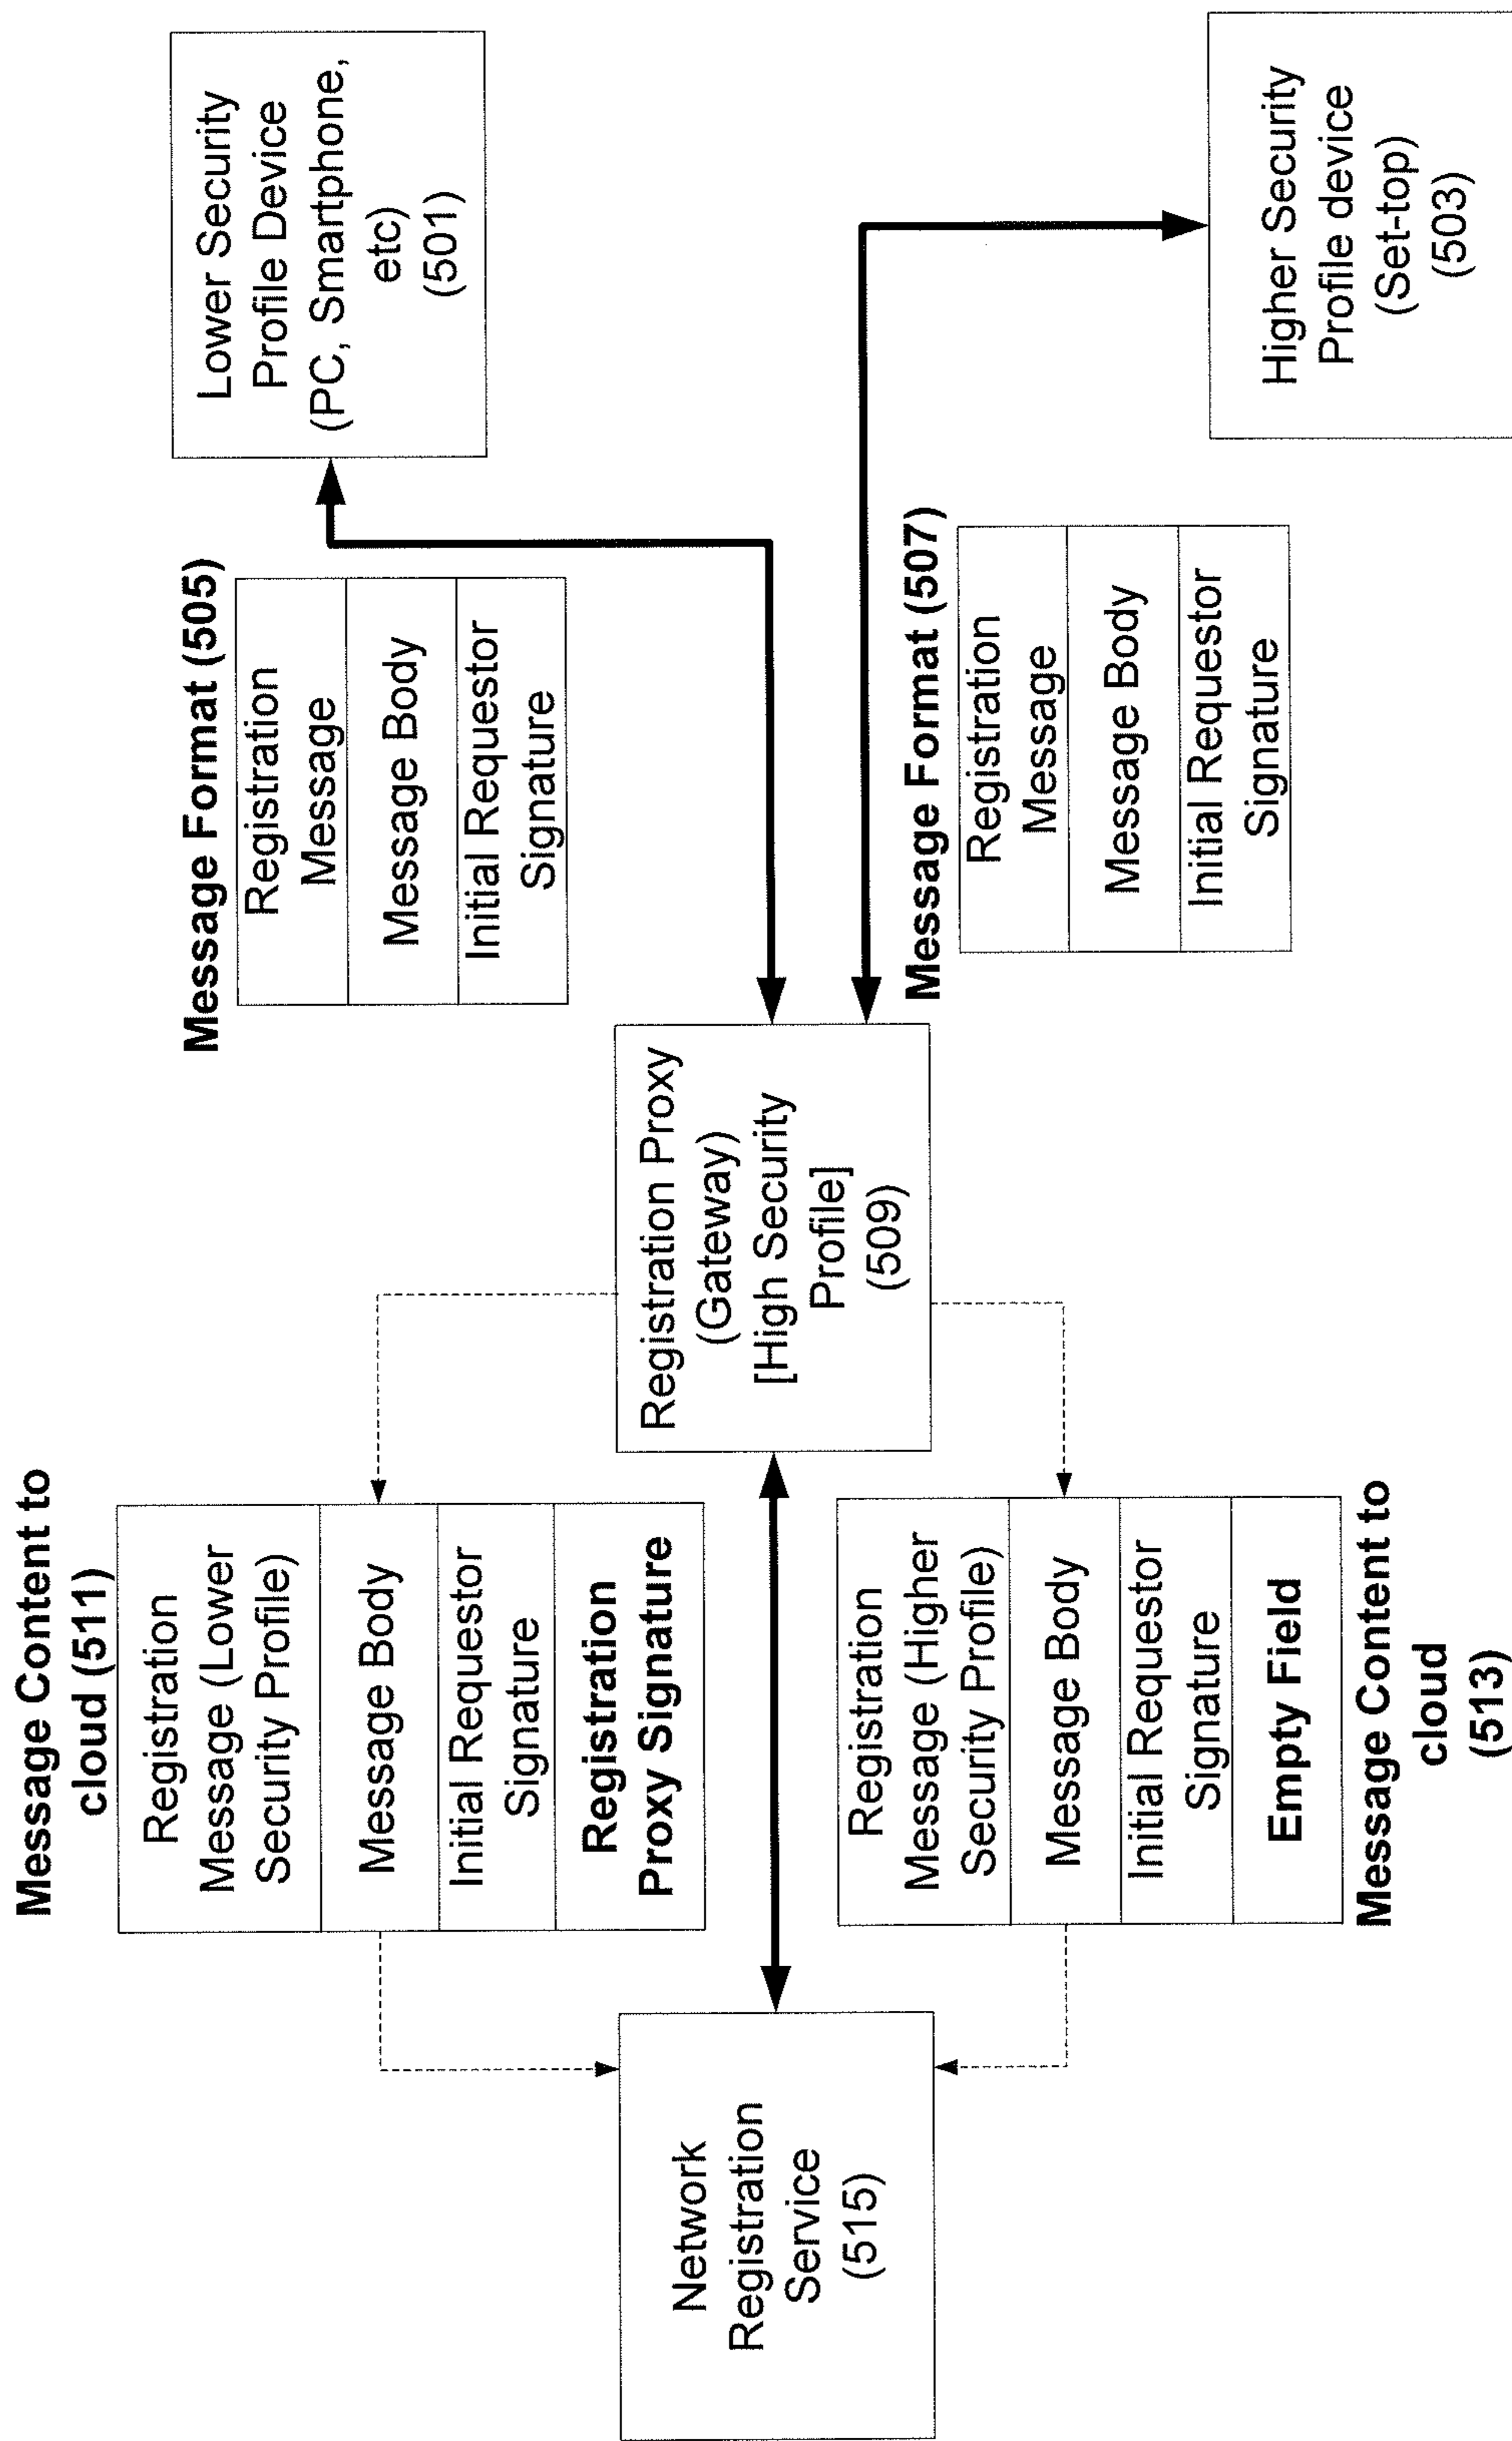 Message Content to
cloud (511)
Registration
Message (Lower
Security Profile)
Message Body
Initial Requestor
Signature
Registration
Proxy Signature
Network
Registration
Service
(515)
Registration
Message (Higher
Security Profile)
Message Body
Initial Requestor
Signature
Empty Field
Message Content to
cloud
(513)
Registration Proxy
(Gateway)
[High Security
Profile]
(509)
Message Format (505)
Registration
Message
Message Body
Initial Requestor
Signature
Message Format (507)
Registration
Message
Message Body
Initial Requestor
Signature
Lower Security
Profile Device
(PC, Smartphone,
etc)
(501)
Higher Security
Profile device
(Set-top)
(503)